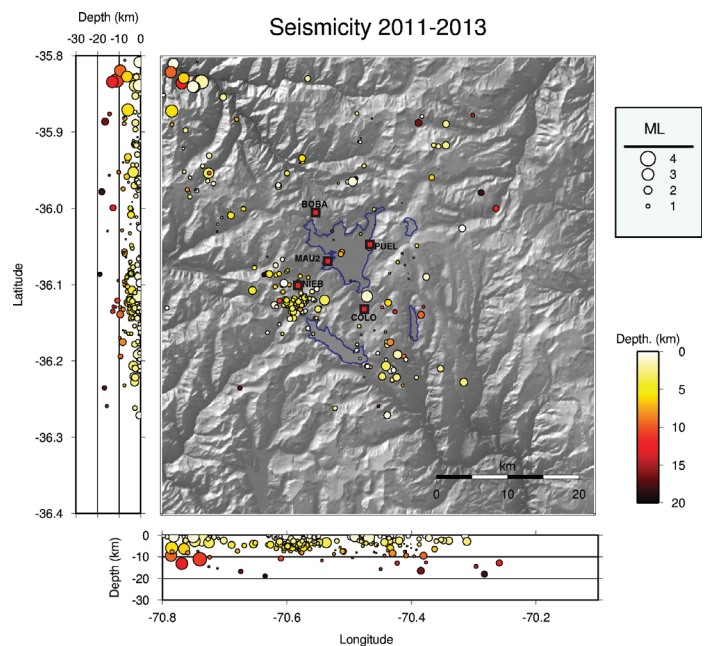 Seismicity 2011-2013
Depth (km)
-30 -20 -10 0
-35.8
-35.9
-36.0
-36.1
-36.2
-36.3
-36.4
Latitude
BOBA
PUEL
MAU2
NIEB
COLO
km
0 10 20
ML
4
3
2
1
Depth. (km)
0
5
10
15
20
Depth (km)
0
-10
-20
-30
-70.8 -70.6 -70.4 -70.2
Longitude